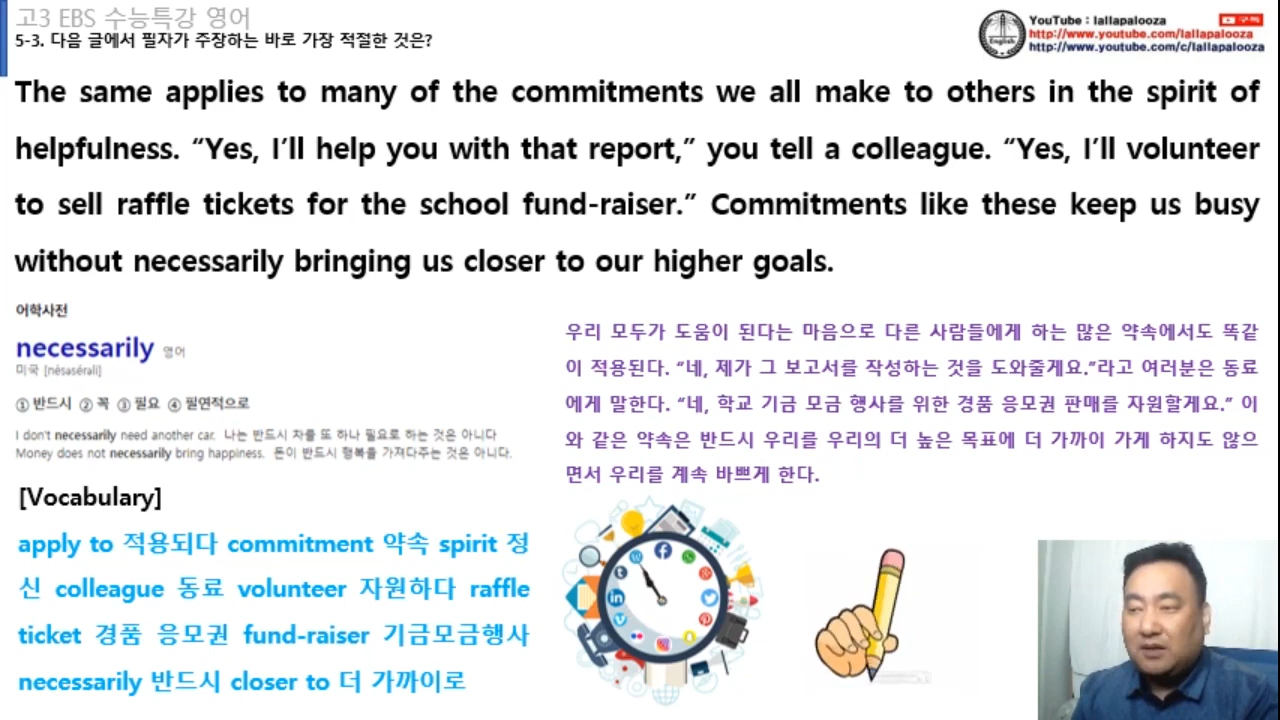 고3 EBS 수능특강 영어
5-3. 다음 글에서 필자가 주장하는 바로 가장 적절한 것은?
YouTube : lallapalooza
구독
http://www.youtube.com/lallapalooza
http://www.youtube.com/c/lallapalooza
English
The same applies to many of the commitments we all make to others in the spirit of
helpfulness. “Yes, I’ll help you with that report,” you tell a colleague. “Yes, I’ll volunteer
to sell raffle tickets for the school fund-raiser.” Commitments like these keep us busy
without necessarily bringing us closer to our higher goals.
어학사전
necessarily 영어
미국 [nèsasérali]
① 반드시 ② 꼭 ③ 필요 ④ 필연적으로
I don't necessarily need another car. 나는 반드시 차를 또 하나 필요로 하는 것은 아니다
Money does not necessarily bring happiness. 돈이 반드시 행복을 가져다주는 것은 아니다.
우리 모두가 도움이 된다는 마음으로 다른 사람들에게 하는 많은 약속에서도 똑같
이 적용된다. “네, 제가 그 보고서를 작성하는 것을 도와줄게요.”라고 여러분은 동료
에게 말한다. “네, 학교 기금 모금 행사를 위한 경품 응모권 판매를 자원할게요.” 이
와 같은 약속은 반드시 우리를 우리의 더 높은 목표에 더 가까이 가게 하지도 않으
면서 우리를 계속 바쁘게 한다.
[Vocabulary]
apply to 적용되다 commitment 약속 spirit 정
신 colleague 동료 volunteer 자원하다 raffle
ticket 경품 응모권 fund-raiser 기금모금행사
necessarily 반드시 closer to 더 가까이로